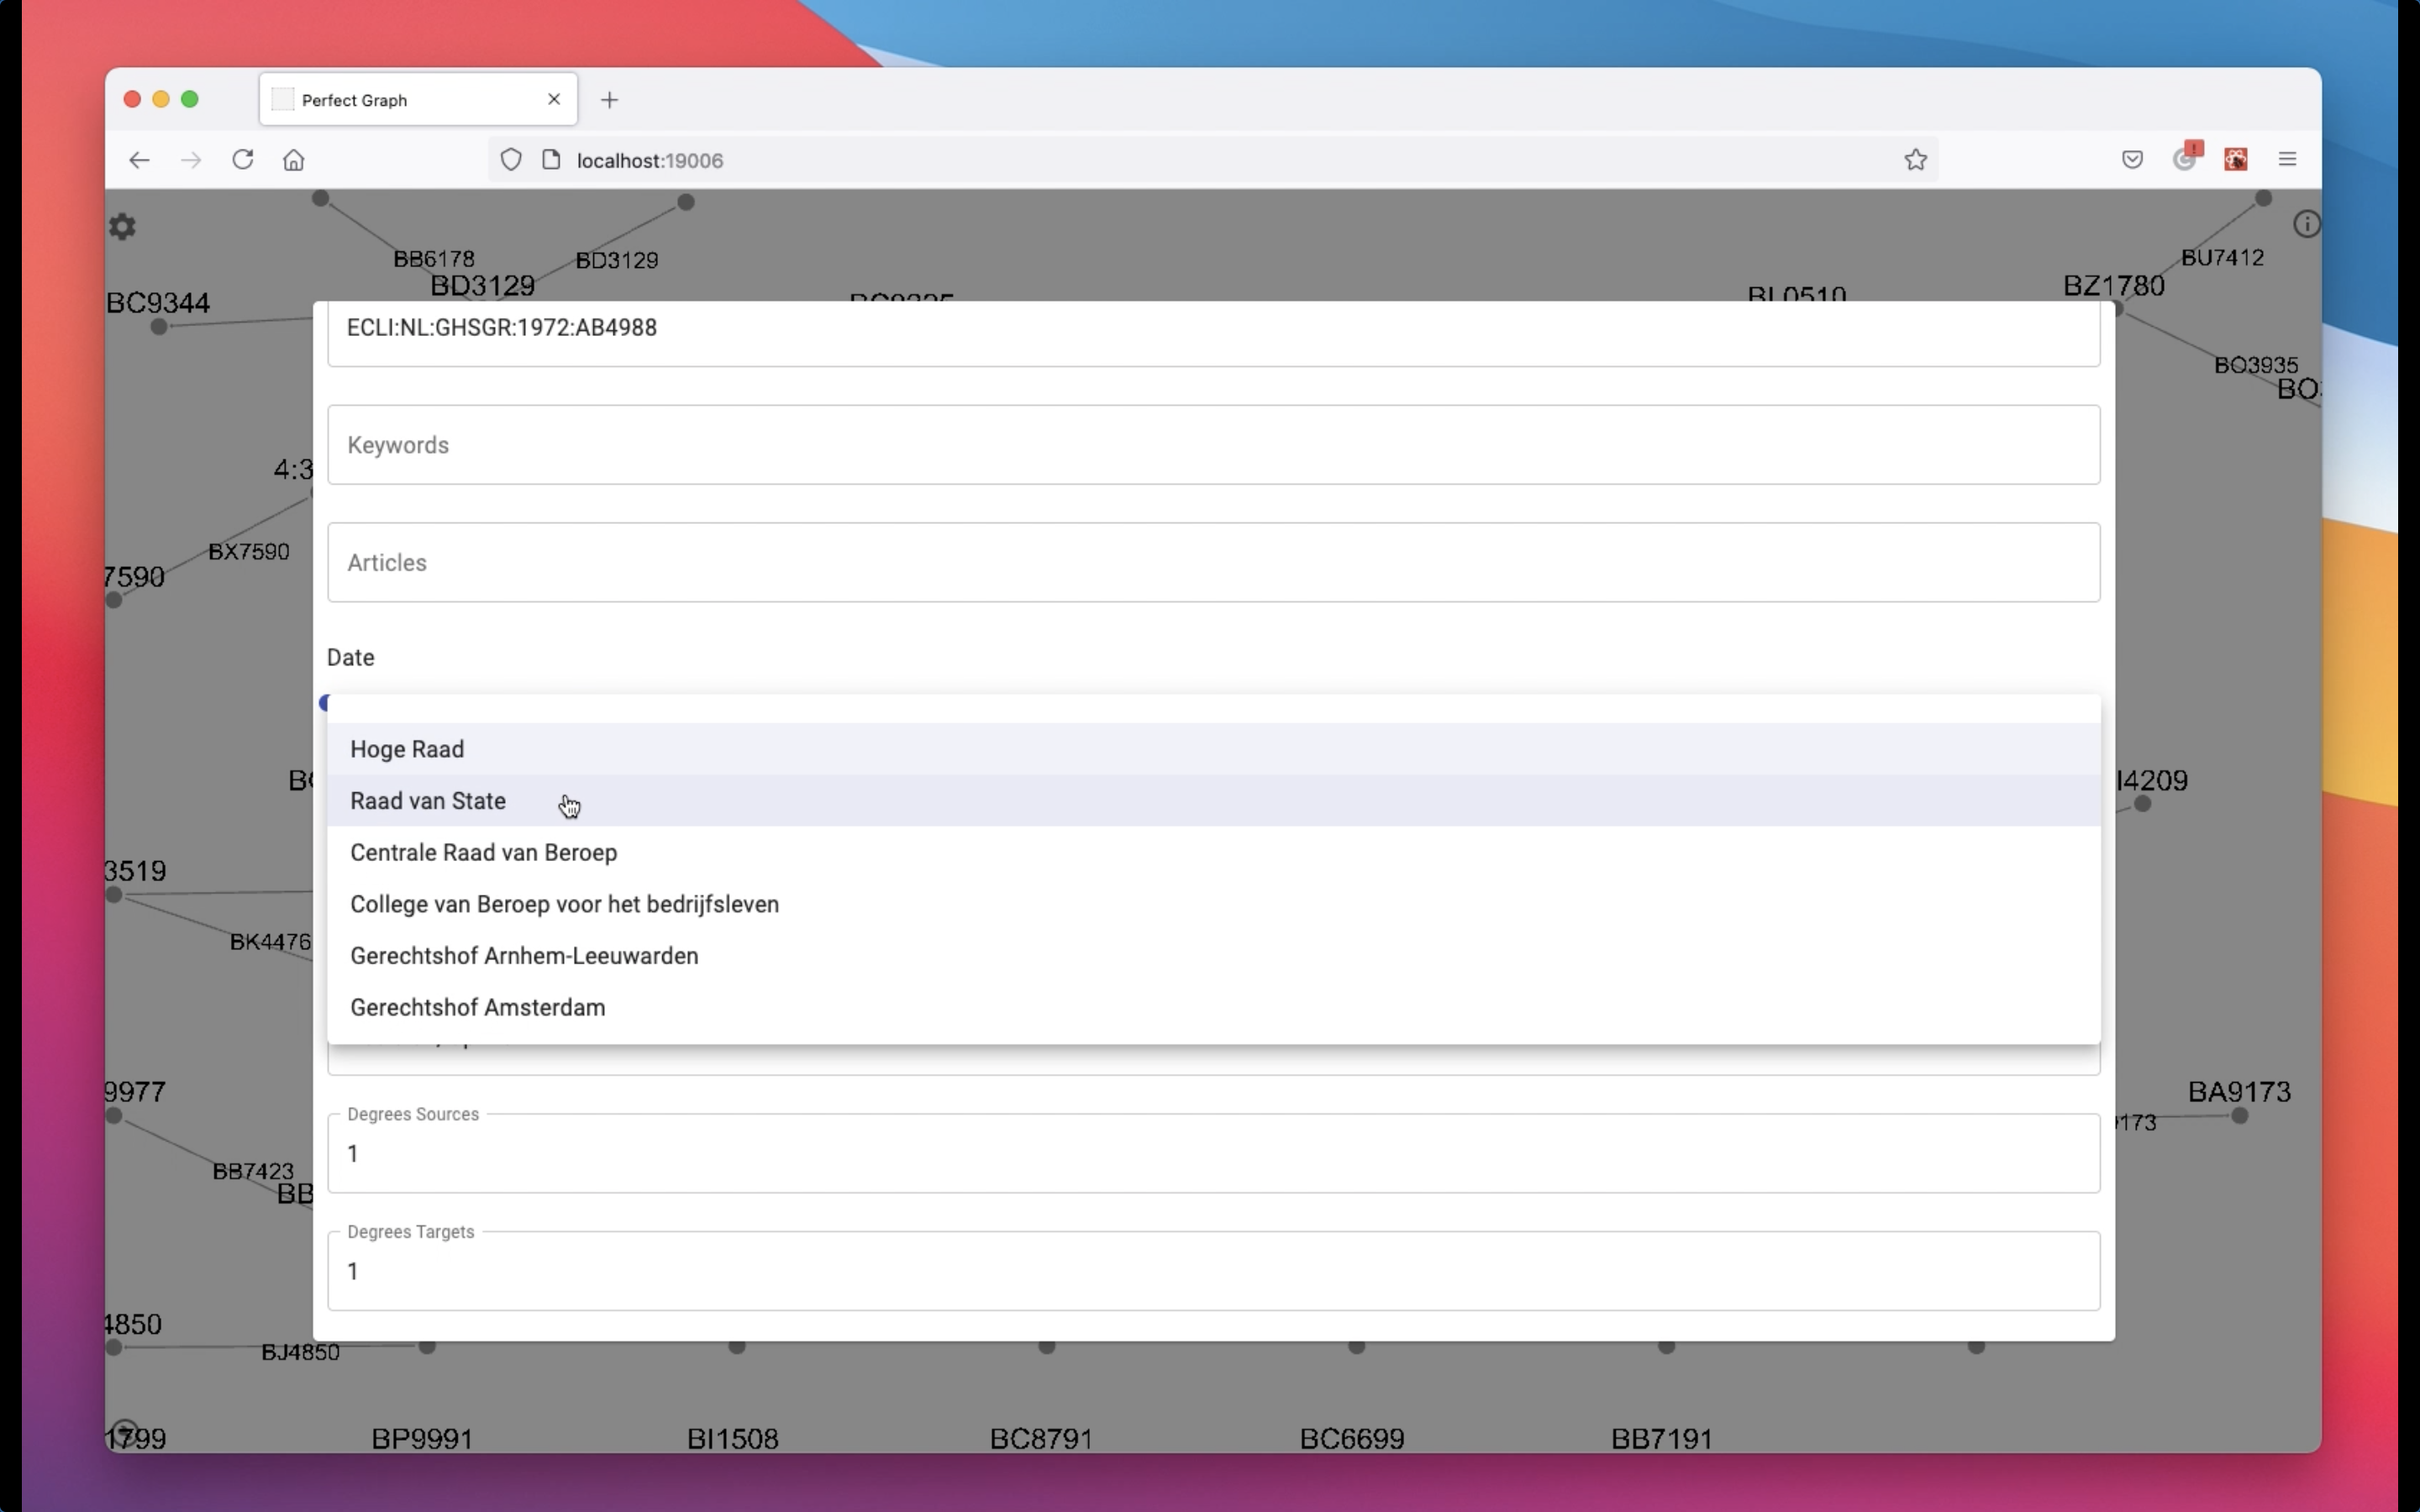 Perfect Graph
localhost:19006
BB6178
BD3129
BD3129
BC9344
BL0510
BZ1780
BU7412
BO3935
BO
ECLI:NL:GHSGR:1972:AB4988
Keywords
Articles
Date
4:3
BX7590
7590
Hoge Raad
Raad van State
Centrale Raad van Beroep
College van Beroep voor het bedrijfsleven
Gerechtshof Arnhem-Leeuwarden
Gerechtshof Amsterdam
I4209
3519
BK4476
9977
BB7423
BB
BA9173
173
Degrees Sources
1
Degrees Targets
1
4850
BJ4850
1799
BP9991
BI1508
BC8791
BC6699
BB7191